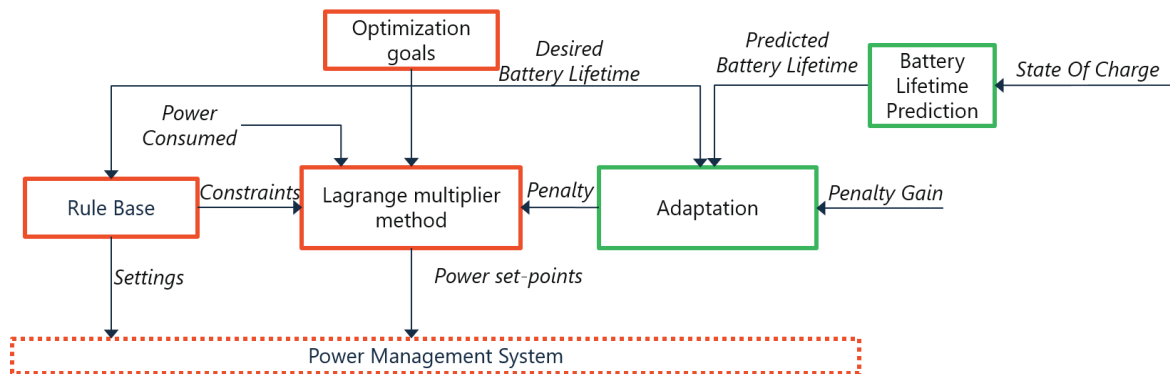 Optimization
goals
Desired
Battery Lifetime
Predicted
Battery Lifetime
Battery
Lifetime
Prediction
State Of Charge
Power
Consumed
Rule Base
Constraints
Lagrange multiplier
method
Penalty
Adaptation
Penalty Gain
Settings
Power set-points
Power Management System